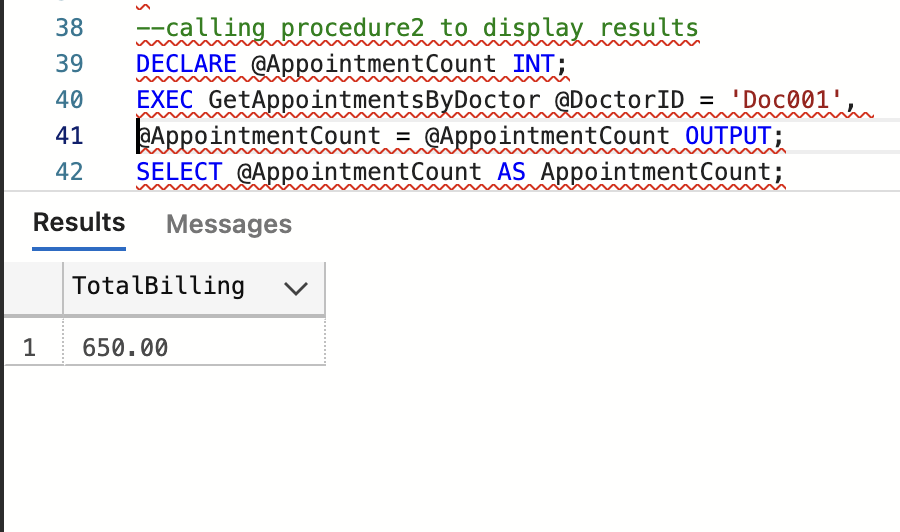 38 --calling procedure2 to display results
39 DECLARE @AppointmentCount INT;
40 EXEC GetAppointmentsByDoctor @DoctorID = 'Doc001',
41 @AppointmentCount = @AppointmentCount OUTPUT;
42 SELECT @AppointmentCount AS AppointmentCount;
Results Messages
TotalBilling
1 650.00